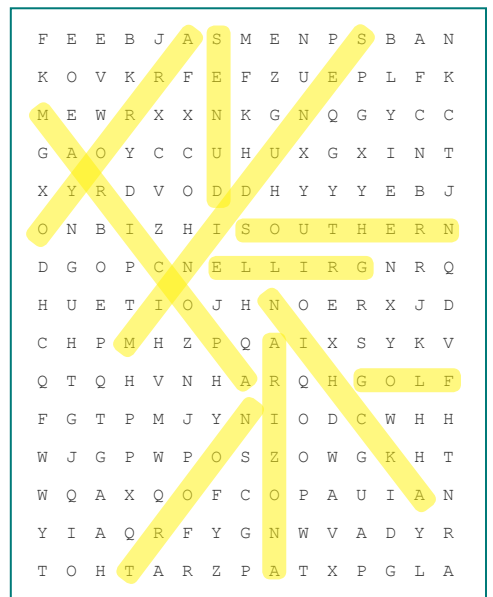 F E E B J A S M E N P S B A N
K O V K R F E F Z U E P L F K
M E W R X X N K G N Q G Y C C
G A O Y C C U H U X G X I N T
X Y R D V O D D H Y Y Y E B J
O N B I Z H I S O U T H E R N
D G O P C N E L L I R G N R Q
H U E T I O J H N O E R X J D
C H P M H Z P Q A I X S Y K V
Q T Q H V N H A R Q H G O L F
F G T P M J Y N I O D C W H H
W J G P W P O S Z O W G K H T
W Q A X Q O F C O P A U I A N
Y I A Q R F Y G N W V A D Y R
T O H T A R Z P A T X P G L A